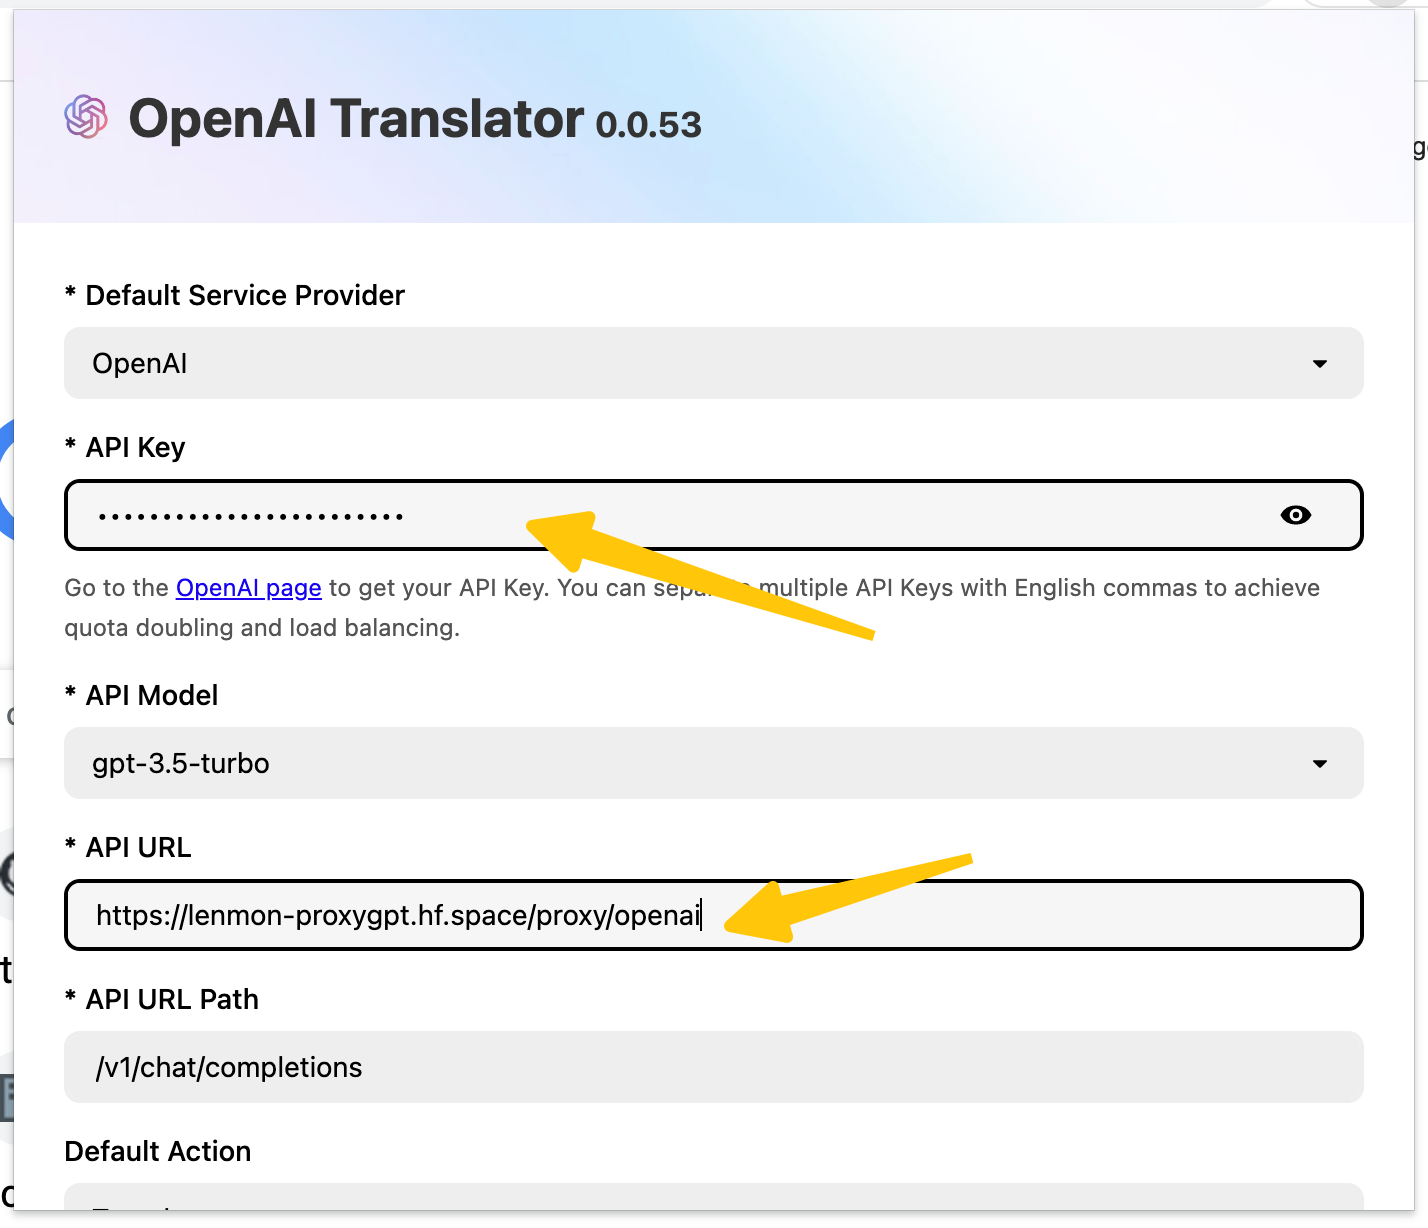 OpenAI Translator 0.0.53
* Default Service Provider
OpenAI
* API Key
Go to the OpenAI page to get your API Key. You can multiple API Keys with English commas to achieve
quota doubling and load balancing.
* API Model
gpt-3.5-turbo
* API URL
https://lenmon-proxygpt.hf.space/proxy/openai
* API URL Path
/v1/chat/completions
Default Action